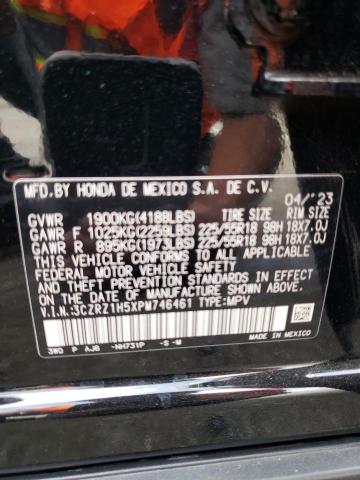 MFD.BY HONDA DE MEXICO S.A. DE C.V.
04/'23
GVWR 1900KG(4188LBS) TIRE SIZE RIM SIZE
GAWR F 1025KG(2259LBS) 225/55R18 98H 18X7.0J
GAWR R 895KG(1973LBS) 225/55R18 98H 18X7.0J
THIS VEHICLE CONFORMS TO ALL APPLICABLE
FEDERAL MOTOR VEHICLE SAFETY AND THEFT
PREVENTION STANDARDS IN EFFECT ON THE
DATE OF MANUFACTURE SHOWN ABOVE.
V.I.N.:3CZRZ1H5XPM746461 TYPE:MPV
3W0 P AJ8 -NH731P -S -M
MADE IN MEXICO